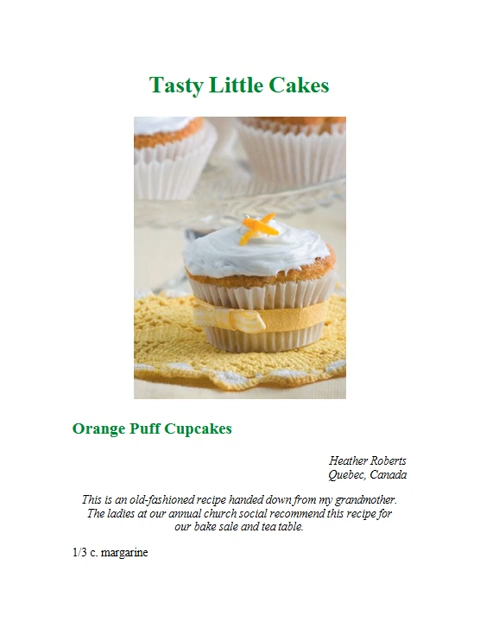 Tasty Little Cakes
Orange Puff Cupcakes
Heather Roberts
Quebec, Canada
This is an old-fashioned recipe handed down from my grandmother.
The ladies at our annual church social recommend this recipe for
our bake sale and tea table.
1/3 c. margarine